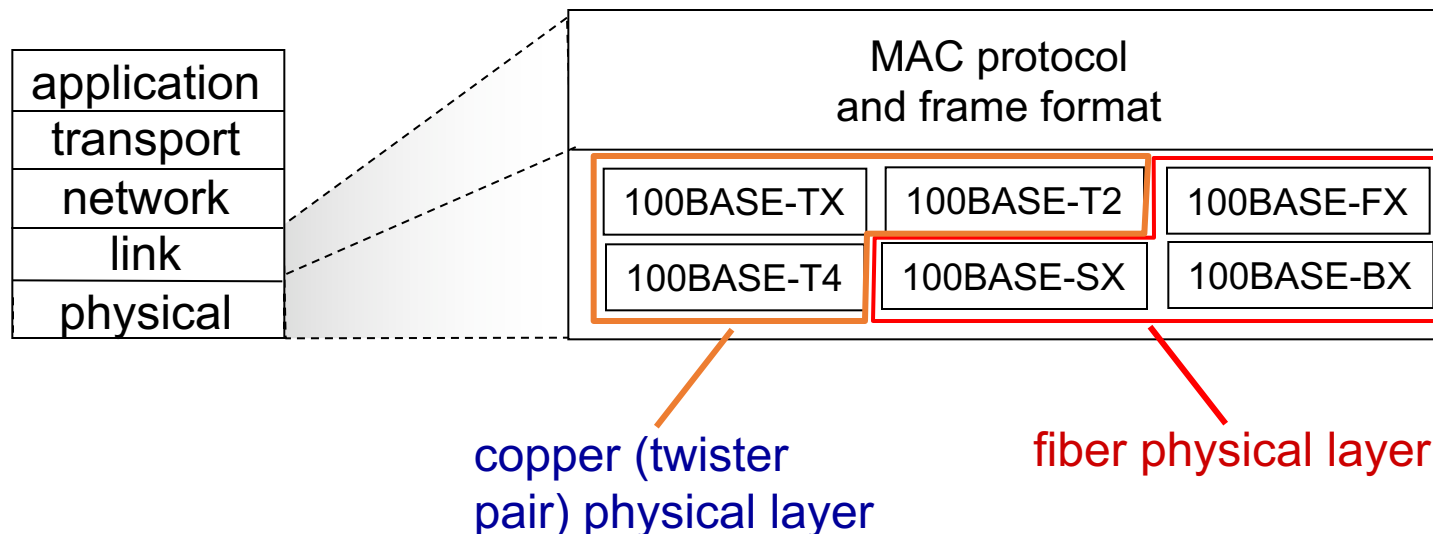 application
transport
network
link
physical
MAC protocol
and frame format
100BASE-TX
100BASE-T2
100BASE-FX
100BASE-T4
100BASE-SX
100BASE-BX
copper (twister
pair) physical layer
fiber physical layer